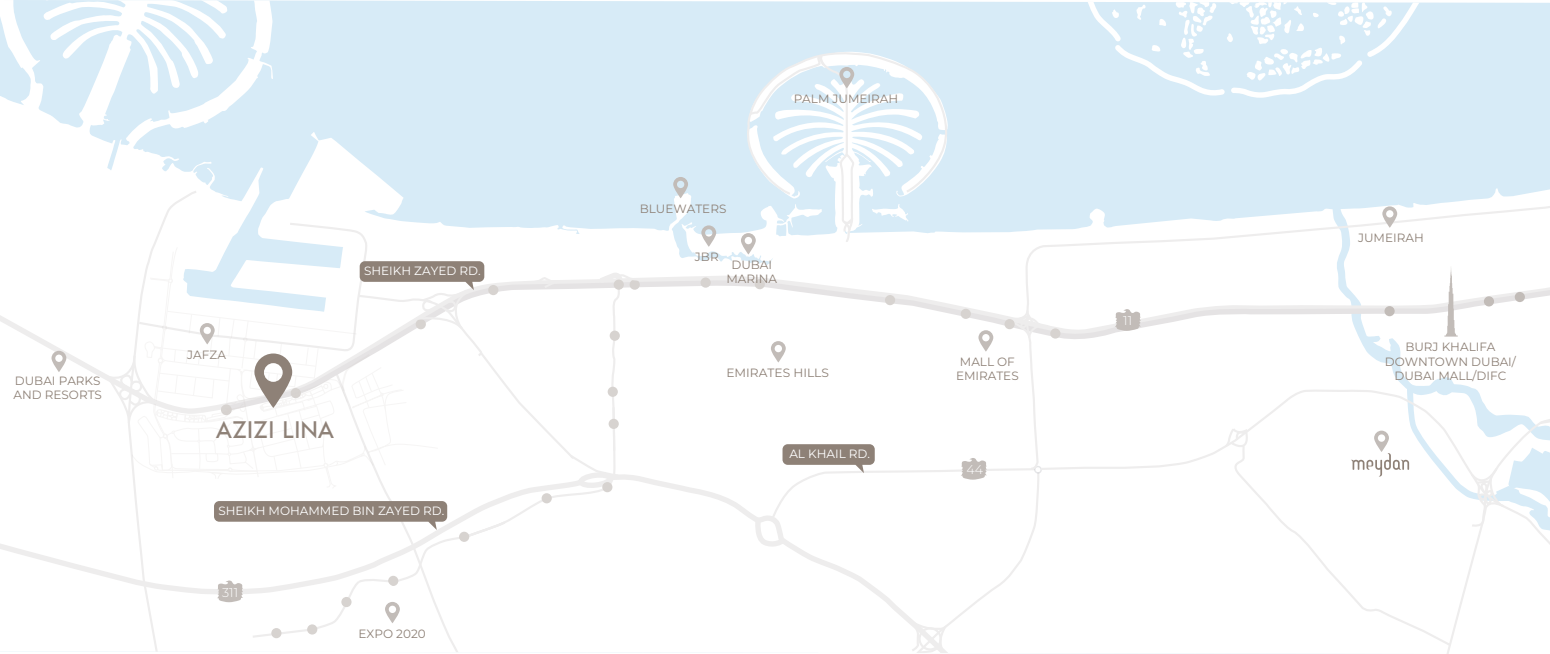 PALM JUMEIRAH
BLUEWATERS
JBR
DUBAI
MARINA
JUMEIRAH
SHEIKH ZAYED RD.
11
JAFZA
DUBAI PARKS
AND RESORTS
AZIZI LINA
EMIRATES HILLS
MALL OF
EMIRATES
BURJ KHALIFA
DOWNTOWN DUBAI/
DUBAI MALL/DIFC
AL KHAIL RD.
44
meydan
SHEIKH MOHAMMED BIN ZAYED RD.
311
EXPO 2020